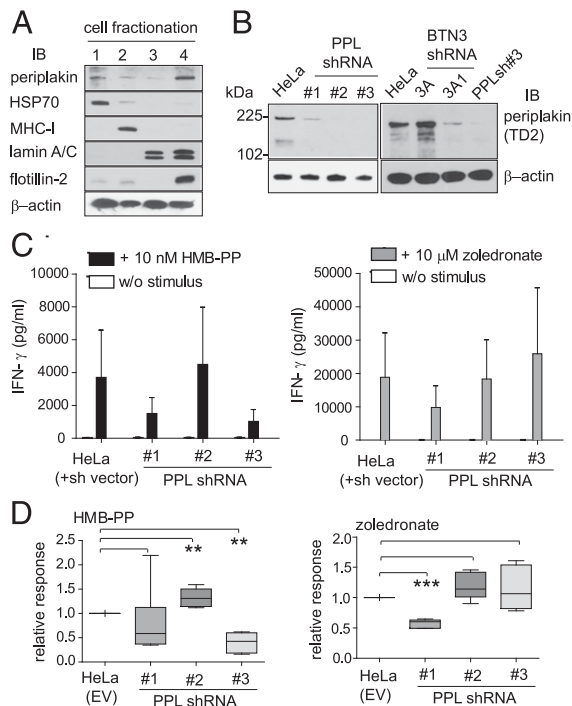 A
cell fractionation
IB
1 2 3 4
periplakin
HSP70
MHC-I
lamin A/C
flotillin-2
β–actin
B
PPL shRNA
BTN3 shRNA
HeLa #1 #2 #3
HeLa 3A 3A1 PPLsh#3
kDa
225
102
IB
periplakin
(TD2)
β–actin
C
+ 10 nM HMB-PP
w/o stimulus
IFN- γ (pg/ml)
10000
8000
6000
4000
2000
0
HeLa
(+sh vector)
#1 #2 #3
PPL shRNA
+ 10 μM zoledronate
w/o stimulus
IFN- γ (pg/ml)
50000
40000
30000
20000
10000
0
HeLa
(+sh vector)
#1 #2 #3
PPL shRNA
D
HMB-PP
** **
relative response
2.5
2.0
1.5
1.0
0.5
0.0
HeLa
(EV)
#1 #2 #3
PPL shRNA
zoledronate
***
relative response
2.0
1.5
1.0
0.5
0.0
HeLa
(EV)
#1 #2 #3
PPL shRNA